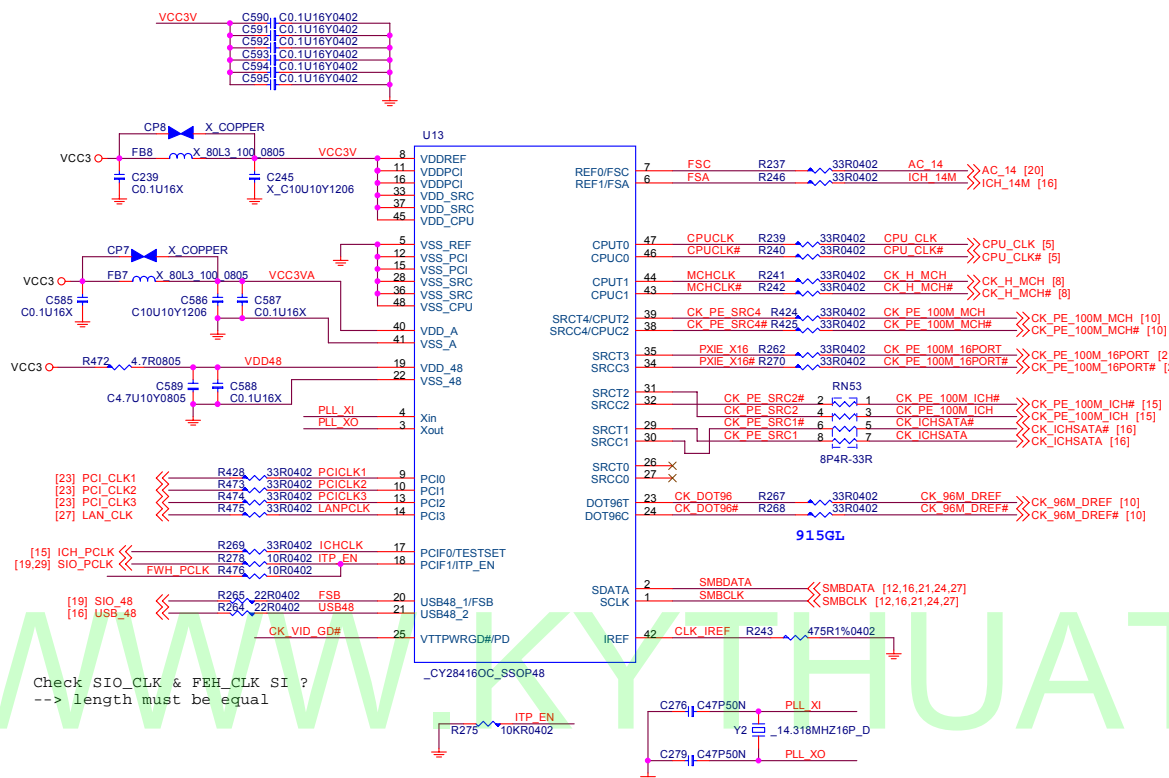 VCC3V
C590 C0.1U16Y0402
C591 C0.1U16Y0402
C592 C0.1U16Y0402
C593 C0.1U16Y0402
C594 C0.1U16Y0402
C595 C0.1U16Y0402
CP8 X_COPPER
VCC3 FB8 X_80L3_100_0805 VCC3V
C239
C0.1U16X
C245
X_C10U10Y1206
CP7 X_COPPER
VCC3 FB7 X_80L3_100_0805 VCC3VA
C585
C0.1U16X
C586
C10U10Y1206
C587
C0.1U16X
VCC3 R472 4.7R0805 VDD48
C589
C4.7U10Y0805
C588
C0.1U16X
PLL_XI
PLL_XO
[23] PCI_CLK1 R428 33R0402 PCICLK1
[23] PCI_CLK2 R473 33R0402 PCICLK2
[23] PCI_CLK3 R474 33R0402 PCICLK3
[27] LAN_CLK R475 33R0402 LANPCLK
[15] ICH_PCLK R269 33R0402 ICHCLK
[19,29] SIO_PCLK R278 10R0402 ITP_EN
FWH_PCLK R476 10R0402
[19] SIO_48 R265 22R0402 FSB
[16] USB_48 R264 22R0402 USB48
CK_VID_GD#
U13
8 VDDREF
11 VDDPCI
16 VDDPCI
33 VDD_SRC
37 VDD_SRC
45 VDD_CPU
5 VSS_REF
12 VSS_PCI
15 VSS_PCI
28 VSS_SRC
36 VSS_SRC
48 VSS_CPU
40 VDD_A
41 VSS_A
19 VDD_48
22 VSS_48
4 Xin
3 Xout
9 PCI0
10 PCI1
13 PCI2
14 PCI3
17 PCIF0/TESTSET
18 PCIF1/ITP_EN
20 USB48_1/FSB
21 USB48_2
25 VTTPWRGD#/PD
REF0/FSC 7 FSC R237 33R0402 AC_14 AC_14 [20]
REF1/FSA 6 FSA R246 33R0402 ICH_14M ICH_14M [16]
CPUT0 47 CPUCLK R239 33R0402 CPU_CLK CPU_CLK [5]
CPUC0 46 CPUCLK# R240 33R0402 CPU_CLK# CPU_CLK# [5]
CPUT1 44 MCHCLK R241 33R0402 CK_H_MCH CK_H_MCH [8]
CPUC1 43 MCHCLK# R242 33R0402 CK_H_MCH# CK_H_MCH# [8]
SRCT4/CPUT2 39 CK_PE_SRC4 R424 33R0402 CK_PE_100M_MCH CK_PE_100M_MCH [10]
SRCC4/CPUC2 38 CK_PE_SRC4# R425 33R0402 CK_PE_100M_MCH# CK_PE_100M_MCH# [10]
SRCT3 35 PXIE_X16 R262 33R0402 CK_PE_100M_16PORT CK_PE_100M_16PORT [2
SRCC3 34 PXIE_X16# R270 33R0402 CK_PE_100M_16PORT# CK_PE_100M_16PORT# [
RN53
SRCT2 31 CK_PE_SRC2# 2 1 CK_PE_100M_ICH# CK_PE_100M_ICH# [15]
SRCC2 32 CK_PE_SRC2 4 3 CK_PE_100M_ICH CK_PE_100M_ICH [15]
SRCT1 29 CK_PE_SRC1# 6 5 CK_ICHSATA# CK_ICHSATA# [16]
SRCC1 30 CK_PE_SRC1 8 7 CK_ICHSATA CK_ICHSATA [16]
8P4R-33R
SRCT0 26
SRCC0 27
DOT96T 23 CK_DOT96 R267 33R0402 CK_96M_DREF CK_96M_DREF [10]
DOT96C 24 CK_DOT96# R268 33R0402 CK_96M_DREF# CK_96M_DREF# [10]
915GL
SDATA 2 SMBDATA SMBDATA [12,16,21,24,27]
SCLK 1 SMBCLK SMBCLK [12,16,21,24,27]
IREF 42 CLK_IREF R243 475R1%0402
_CY28416OC_SSOP48
Check SIO_CLK & FEH_CLK SI ?
--> length must be equal
WWW.KYTHUAT
ITP_EN
R275 10KR0402
C276 C47P50N PLL_XI
Y2 _14.318MHZ16P_D
C279 C47P50N PLL_XO